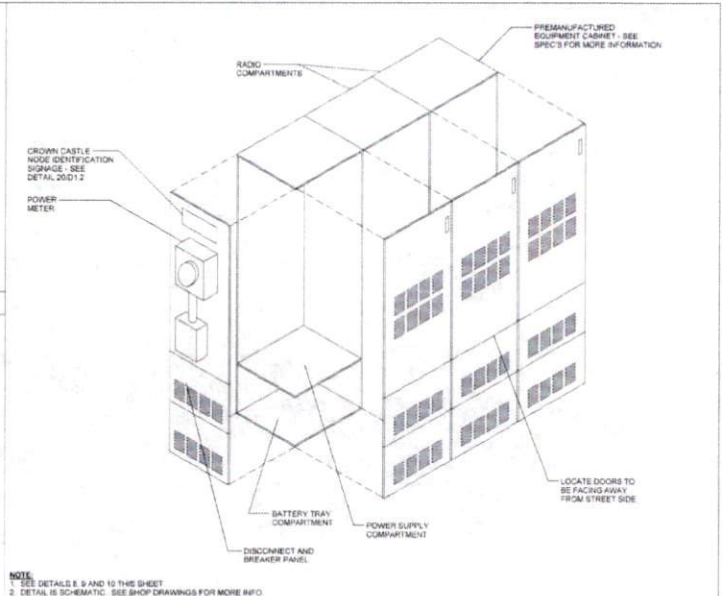 PREMANUFACTURED
EQUIPMENT CABINET - SEE
SPEC'S FOR MORE INFORMATION
RADIO
COMPARTMENTS
CROWN CASTLE
NODE IDENTIFICATION
SIGNAGE - SEE
DETAIL 20/D1.2
POWER
METER
LOCATE DOORS TO
BE FACING AWAY
FROM STREET SIDE
BATTERY TRAY
COMPARTMENT
POWER SUPPLY
COMPARTMENT
DISCONNECT AND
BREAKER PANEL
NOTE:
1. SEE DETAILS 8, 9 AND 10 THIS SHEET
2. DETAIL IS SCHEMATIC. SEE SHOP DRAWINGS FOR MORE INFO.